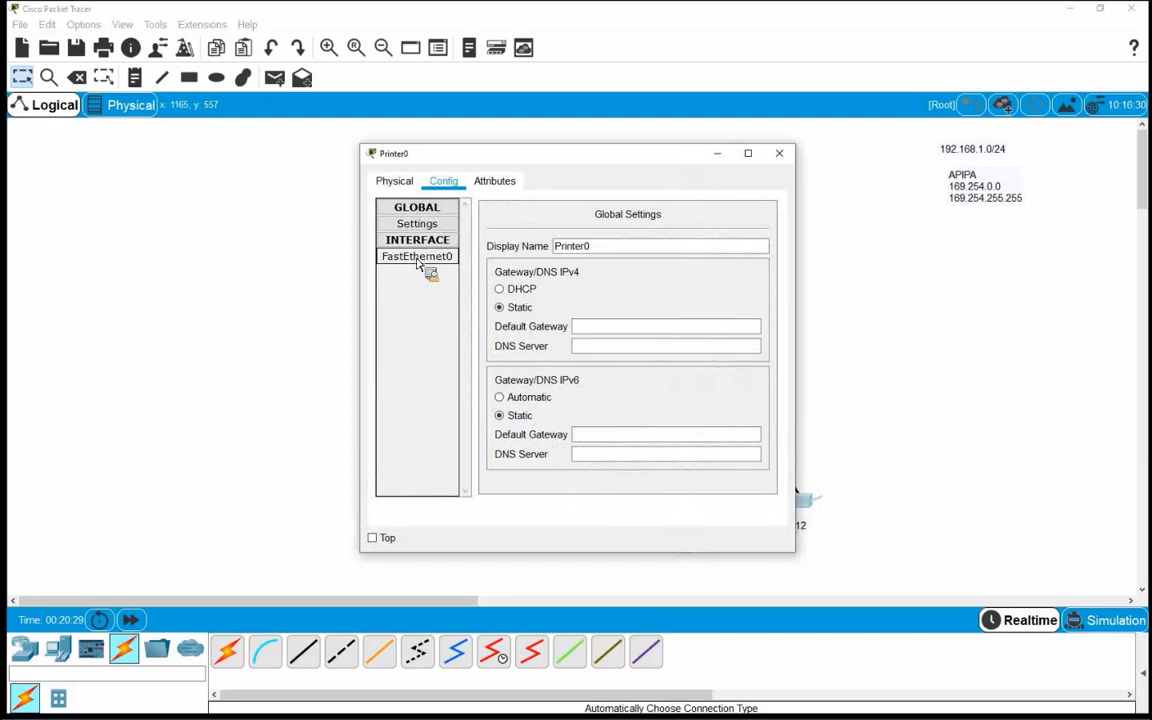 Cisco Packet Tracer
File Edit Options View Tools Extensions Help
?
Logical Physical x: 1165, y: 557 [Root] 10:16:30
192.168.1.0/24
APIPA
169.254.0.0
169.254.255.255
Printer0
Physical Config Attributes
GLOBAL
Settings
INTERFACE
FastEthernet0
Global Settings
Display Name Printer0
Gateway/DNS IPv4
DHCP
Static
Default Gateway
DNS Server
Gateway/DNS IPv6
Automatic
Static
Default Gateway
DNS Server
Top
12
Time: 00:20:29 Realtime Simulation
Automatically Choose Connection Type